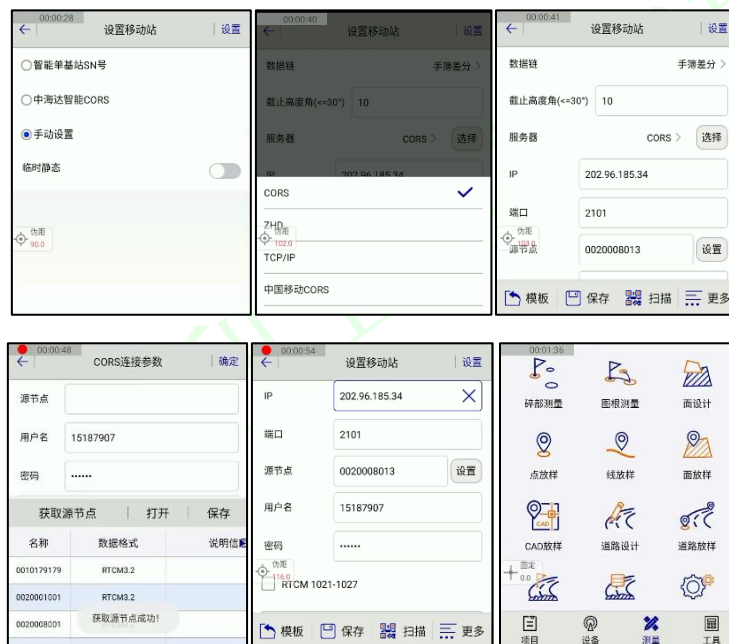 00:00:28
设置移动站
设置
智能单基站SN号
中海达智能CORS
手动设置
临时静态
伪距
90.0
00:00:40
设置移动站
设置
数据链
手簿差分
截止高度角(<=30°)
10
服务器
CORS
选择
IP
202.96.185.34
CORS
ZHD
伪距
102.0
TCP/IP
中国移动CORS
00:00:41
设置移动站
设置
数据链
手簿差分
截止高度角(<=30°)
10
服务器
CORS
选择
IP
202.96.185.34
端口
2101
伪距
103.0
源节点
0020008013
设置
模板
保存
扫描
更多
00:00:48
CORS连接参数
确定
源节点
用户名
15187907
密码
••••••
获取源节点
打开
保存
名称
数据格式
说明信
0010179179
RTCM3.2
0020001001
RTCM3.2
0020008001
获取源节点成功!
00:00:54
设置移动站
设置
IP
202.96.185.34
端口
2101
源节点
0020008013
设置
用户名
15187907
密码
••••••
伪距
116.0
RTCM 1021-1027
模板
保存
扫描
更多
00:01:36
碎部测量
图根测量
面设计
点放样
线放样
面放样
CAD
CAD放样
道路设计
道路放样
固定
0.0
项目
设备
测量
工具